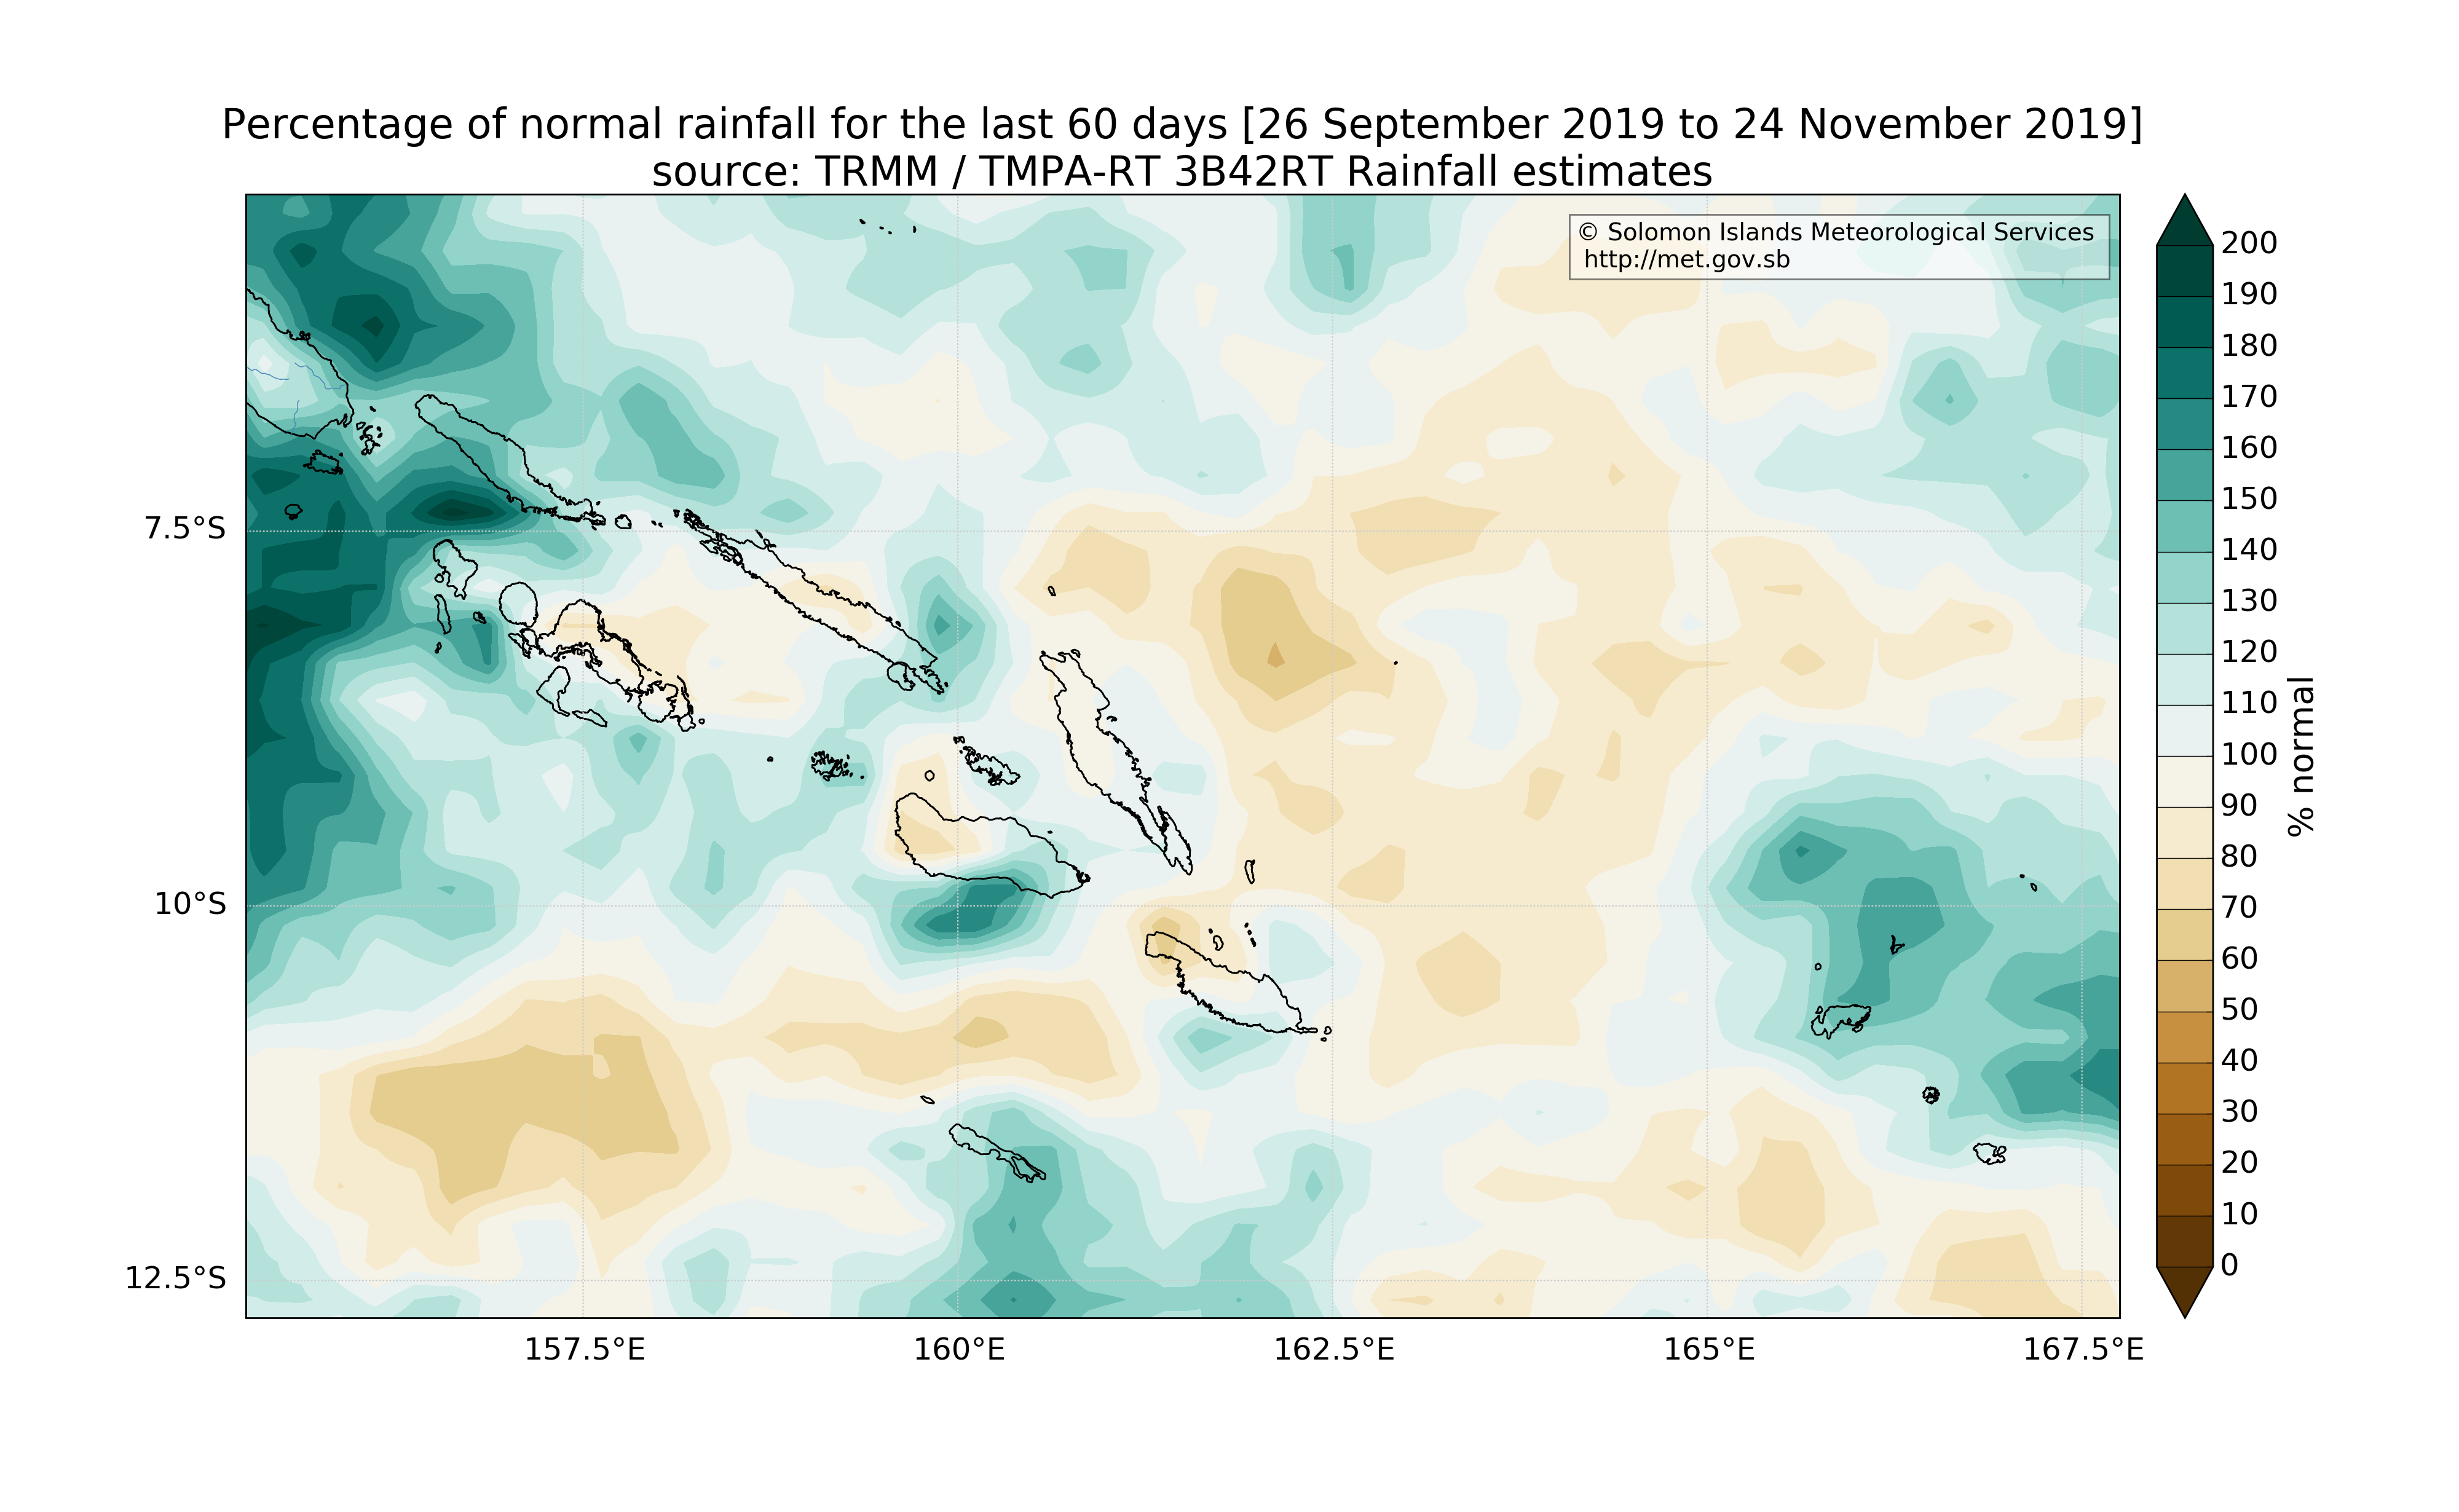 Percentage of normal rainfall for the last 60 days [26 September 2019 to 24 November 2019]
source: TRMM / TMPA-RT 3B42RT Rainfall estimates
© Solomon Islands Meteorological Services
http://met.gov.sb
7.5°S
10°S
12.5°S
157.5°E
160°E
162.5°E
165°E
167.5°E
200
190
180
170
160
150
140
130
120
110
100
90
80
70
60
50
40
30
20
10
0
% normal